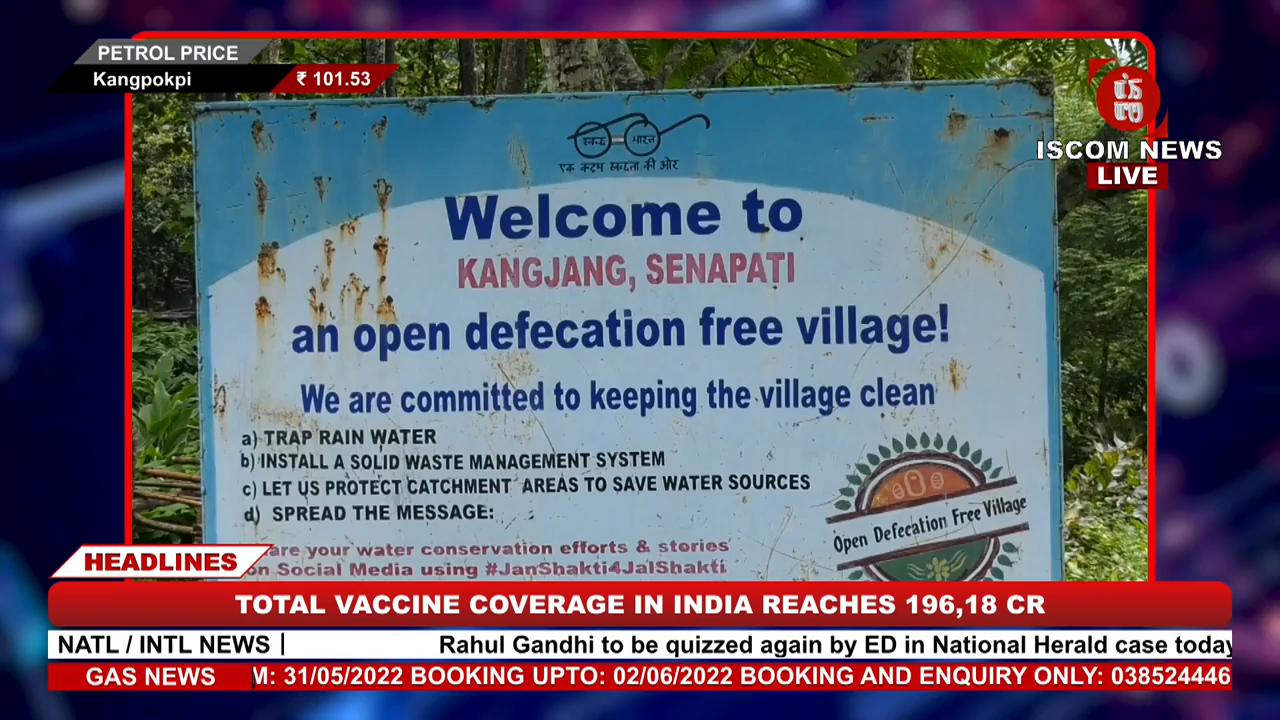 PETROL PRICE
Kangpokpi
₹ 101.53
ISCOM NEWS
LIVE
स्वच्छ भारत
एक कदम स्वच्छता की ओर
Welcome to
KANGJANG, SENAPATI
an open defecation free village!
We are committed to keeping the village clean
a) TRAP RAIN WATER
b) INSTALL A SOLID WASTE MANAGEMENT SYSTEM
c) LET US PROTECT CATCHMENT AREAS TO SAVE WATER SOURCES
d) SPREAD THE MESSAGE:
are your water conservation efforts & stories
on Social Media using #JanShakti4JalShakti
Open Defecation Free Village
HEADLINES
TOTAL VACCINE COVERAGE IN INDIA REACHES 196,18 CR
NATL / INTL NEWS | Rahul Gandhi to be quizzed again by ED in National Herald case today
GAS NEWS M: 31/05/2022 BOOKING UPTO: 02/06/2022 BOOKING AND ENQUIRY ONLY: 038524446